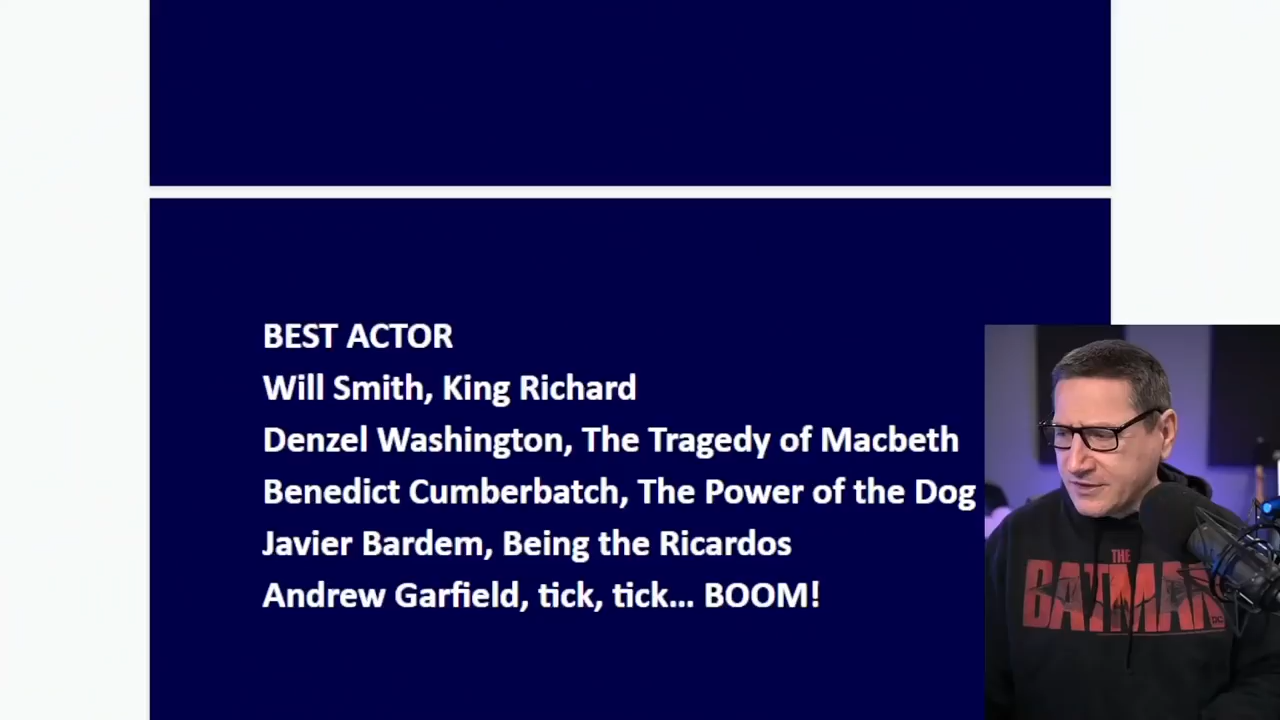 BEST ACTOR
Will Smith, King Richard
Denzel Washington, The Tragedy of Macbeth
Benedict Cumberbatch, The Power of the Dog
Javier Bardem, Being the Ricardos
Andrew Garfield, tick, tick... BOOM!
THE
BATMAN
DC